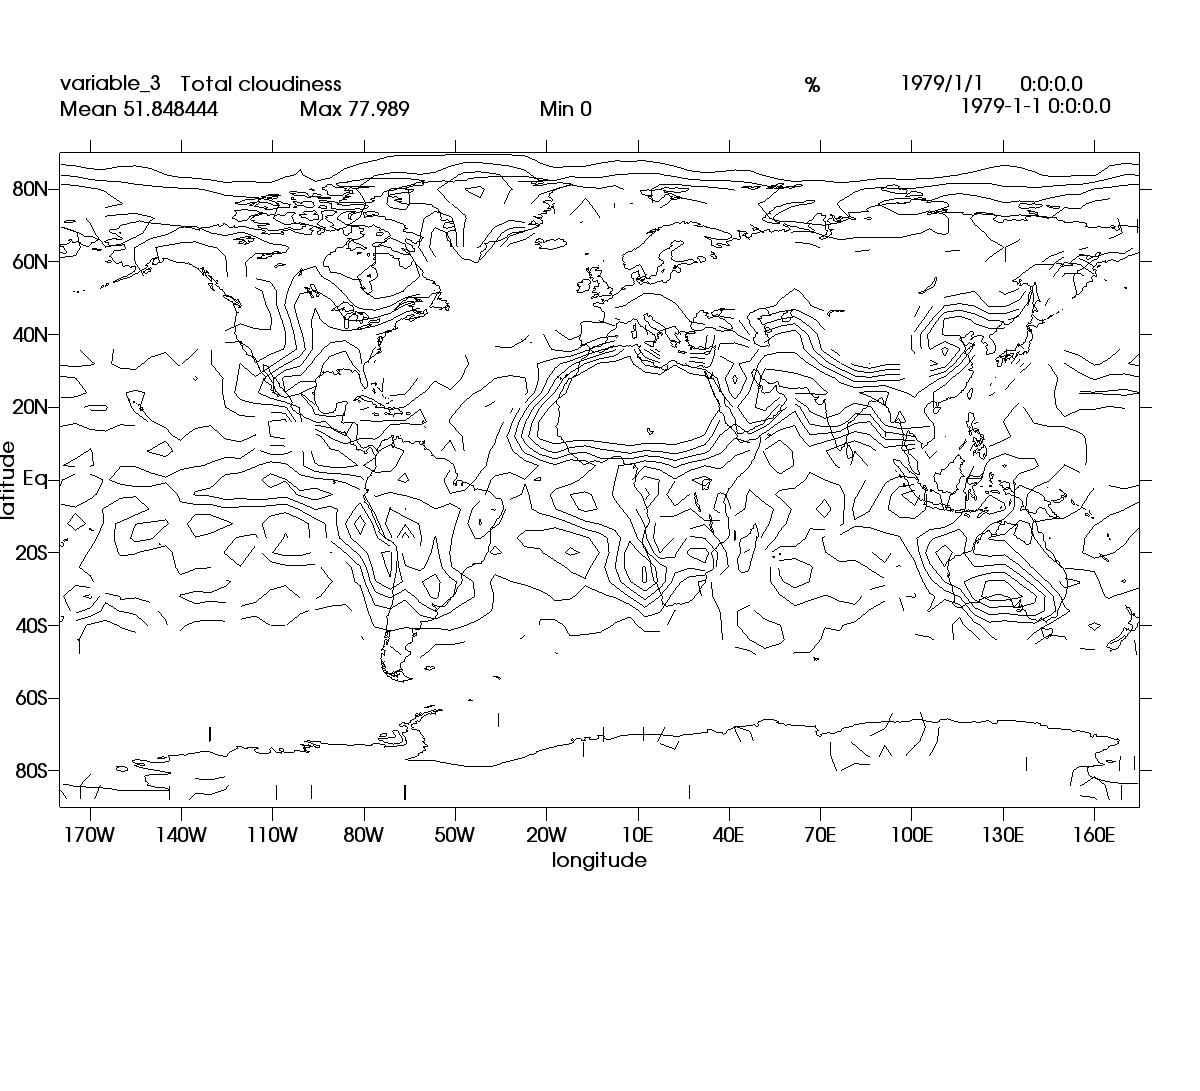 variable_3 Total cloudiness % 1979/1/1 0:0:0.0
Mean 51.848444 Max 77.989 Min 0 1979-1-1 0:0:0.0
80N
60N
40N
20N
Eq
20S
40S
60S
80S
latitude
170W 140W 110W 80W 50W 20W 10E 40E 70E 100E 130E 160E
longitude